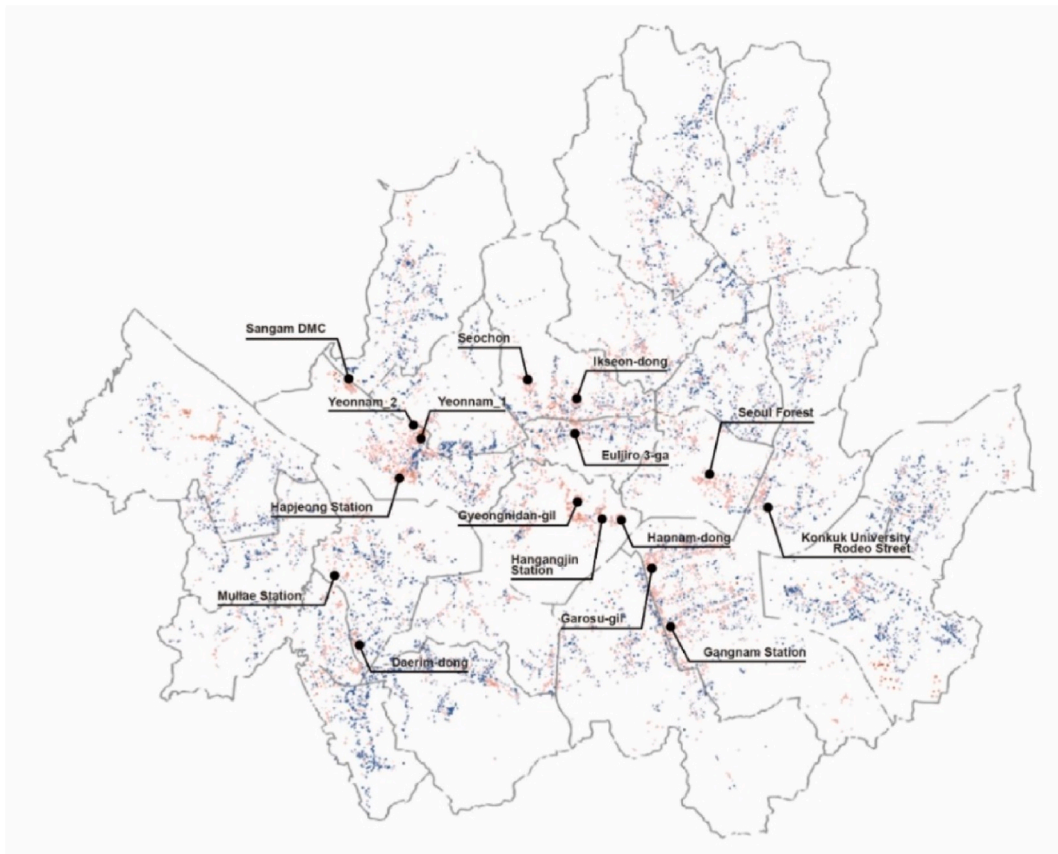 Sangam DMC
Seochon
Ikseon-dong
Yeonnam_2
Yeonnam_1
Seoul Forest
Euljiro 3-ga
Hapjeong Station
Gyeongnidan-gil
Hannam-dong
Konkuk University
Rodeo Street
Hangangjin
Station
Mullae Station
Garosu-gil
Gangnam Station
Daerim-dong